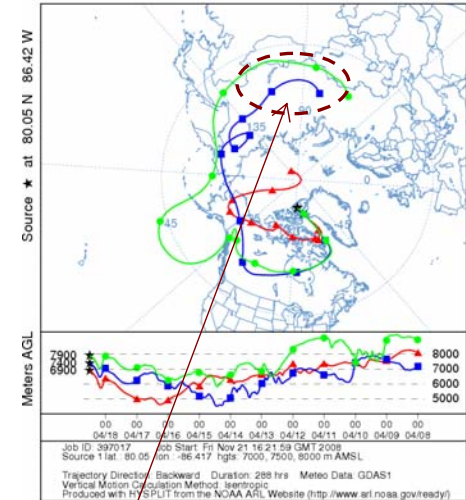 Source ★ at 80.05 N 86.42 W
135
90
45
0
-45
Meters AGL
7900
7400
6900
8000
7000
6000
5000
00 00 00 00 00 00 00 00 00 00 00
04/18 04/17 04/16 04/15 04/14 04/13 04/12 04/11 04/10 04/09 04/08
Job ID: 397017 Job Start: Fri Nov 21 16:21:59 GMT 2008
Source 1 lat.: 80.05 lon.: -86.417 hgts: 7000, 7500, 8000 m AMSL
Trajectory Direction: Backward Duration: 288 hrs Meteo Data: GDAS1
Vertical Motion Calculation Method: Isentropic
Produced with HYSPLIT from the NOAA ARL Website (http://www.arl.noaa.gov/ready/)